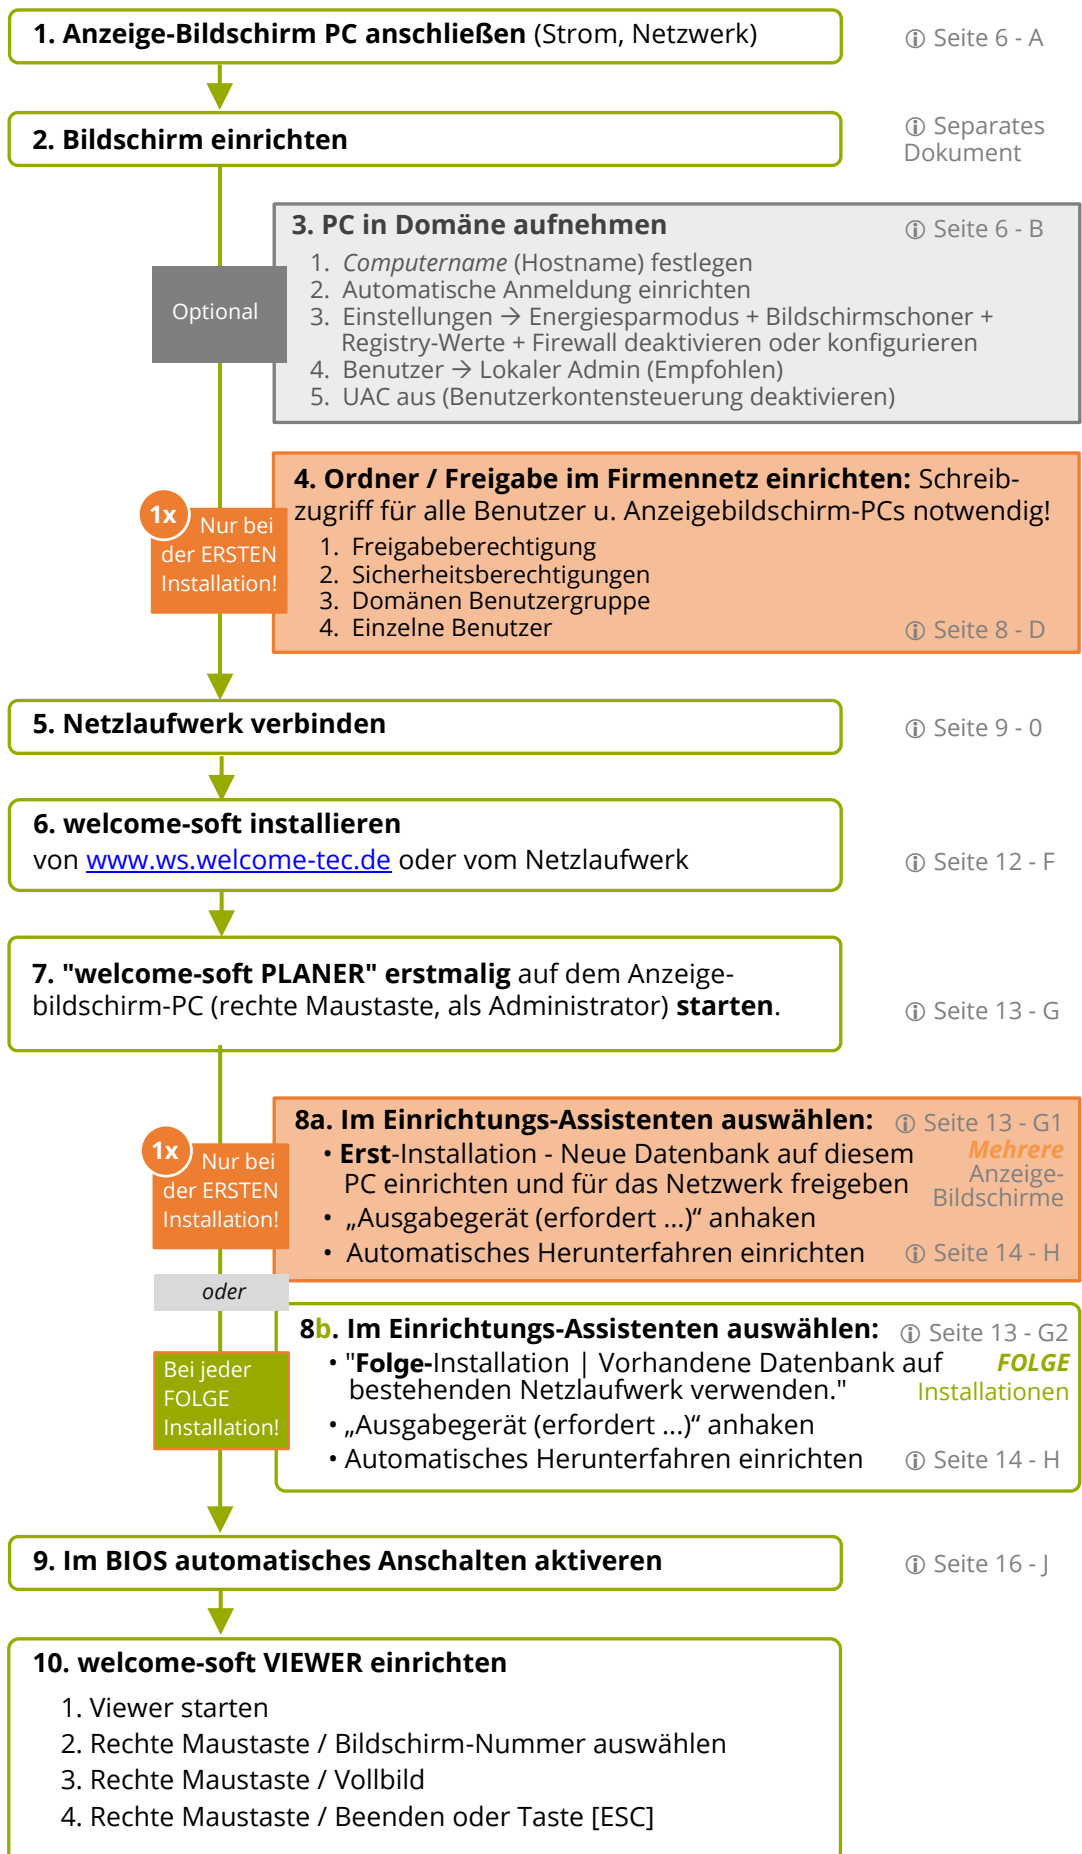 1. Anzeige-Bildschirm PC anschließen (Strom, Netzwerk)
ⓘ Seite 6 - A
2. Bildschirm einrichten
ⓘ Separates
Dokument
3. PC in Domäne aufnehmen
ⓘ Seite 6 - B
1. Computername (Hostname) festlegen
2. Automatische Anmeldung einrichten
3. Einstellungen → Energiesparmodus + Bildschirmschoner +
Registry-Werte + Firewall deaktivieren oder konfigurieren
4. Benutzer → Lokaler Admin (Empfohlen)
5. UAC aus (Benutzerkontensteuerung deaktivieren)
Optional
4. Ordner / Freigabe im Firmennetz einrichten: Schreib-
zugriff für alle Benutzer u. Anzeigebildschirm-PCs notwendig!
1. Freigabeberechtigung
2. Sicherheitsberechtigungen
3. Domänen Benutzergruppe
4. Einzelne Benutzer
ⓘ Seite 8 - D
1x
Nur bei
der ERSTEN
Installation!
5. Netzlaufwerk verbinden
ⓘ Seite 9 - 0
6. welcome-soft installieren
von www.ws.welcome-tec.de oder vom Netzlaufwerk
ⓘ Seite 12 - F
7. "welcome-soft PLANER" erstmalig auf dem Anzeige-
bildschirm-PC (rechte Maustaste, als Administrator) starten.
ⓘ Seite 13 - G
8a. Im Einrichtungs-Assistenten auswählen:
ⓘ Seite 13 - G1
Mehrere
Anzeige-
Bildschirme
• Erst-Installation - Neue Datenbank auf diesem
PC einrichten und für das Netzwerk freigeben
• „Ausgabegerät (erfordert ...)“ anhaken
• Automatisches Herunterfahren einrichten
ⓘ Seite 14 - H
1x
Nur bei
der ERSTEN
Installation!
oder
8b. Im Einrichtungs-Assistenten auswählen:
ⓘ Seite 13 - G2
FOLGE
Installationen
• "Folge-Installation | Vorhandene Datenbank auf
bestehenden Netzlaufwerk verwenden."
• „Ausgabegerät (erfordert ...)“ anhaken
• Automatisches Herunterfahren einrichten
ⓘ Seite 14 - H
Bei jeder
FOLGE
Installation!
9. Im BIOS automatisches Anschalten aktiveren
ⓘ Seite 16 - J
10. welcome-soft VIEWER einrichten
1. Viewer starten
2. Rechte Maustaste / Bildschirm-Nummer auswählen
3. Rechte Maustaste / Vollbild
4. Rechte Maustaste / Beenden oder Taste [ESC]